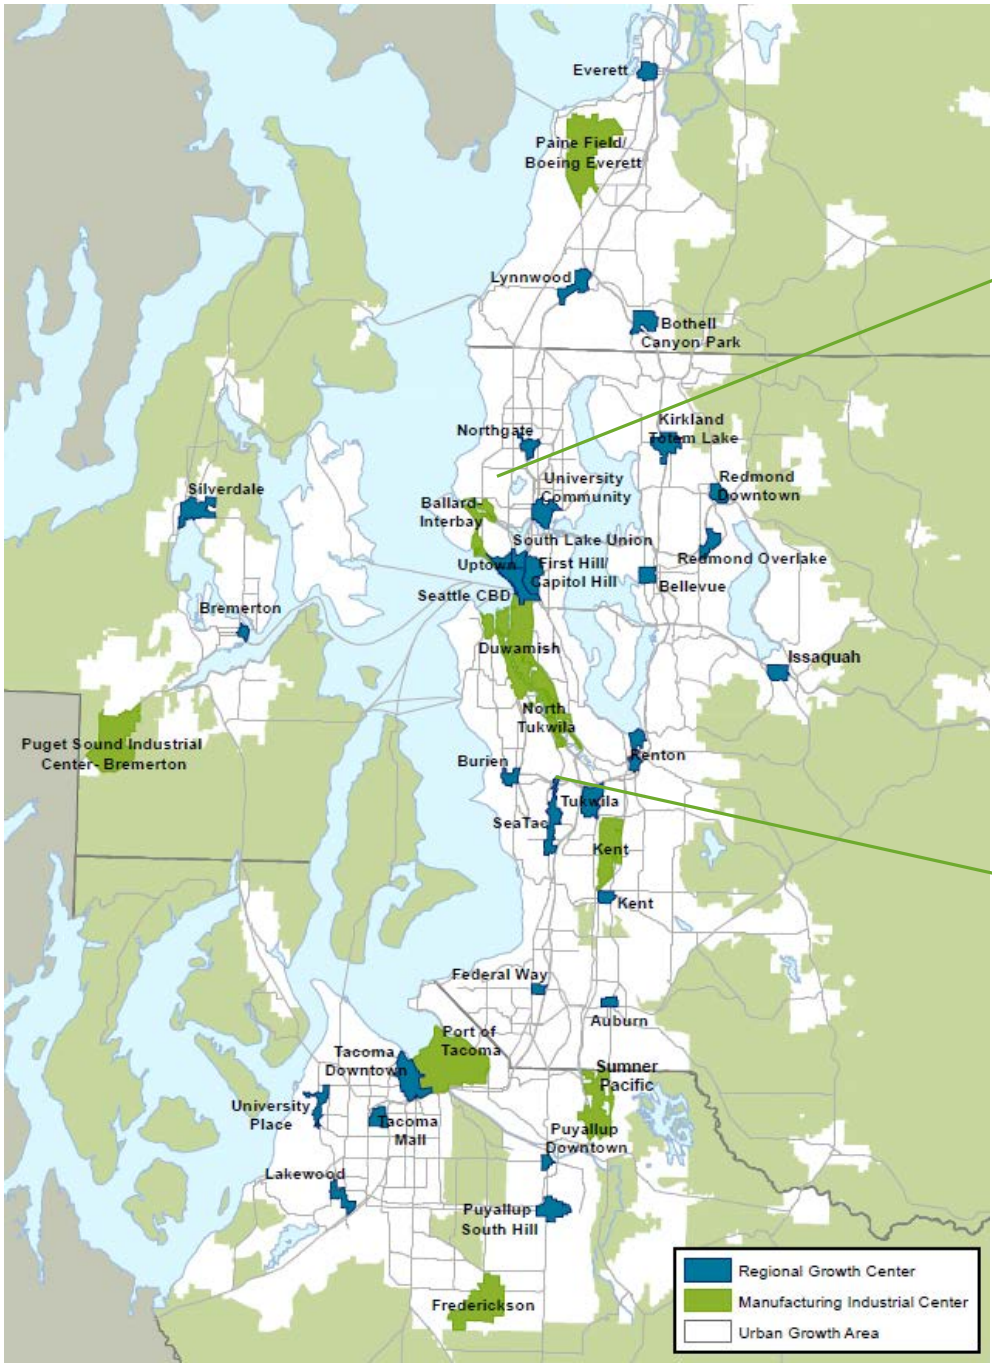 Everett
Paine Field/
Boeing Everett
Lynnwood
Bothell
Canyon Park
Northgate
Kirkland
Totem Lake
University
Community
Redmond
Downtown
Silverdale
Ballard-
Interbay
South Lake Union
Redmond Overlake
Uptown
First Hill/
Capitol Hill
Bellevue
Seattle CBD
Bremerton
Duwamish
Issaquah
North
Tukwila
Puget Sound Industrial
Center- Bremerton
Burien
Renton
Tukwila
SeaTac
Kent
Kent
Federal Way
Auburn
Port of
Tacoma
Tacoma
Downtown
Sumner
Pacific
University
Place
Tacoma
Mall
Puyallup
Downtown
Lakewood
Puyallup
South Hill
Frederickson
Regional Growth Center
Manufacturing Industrial Center
Urban Growth Area